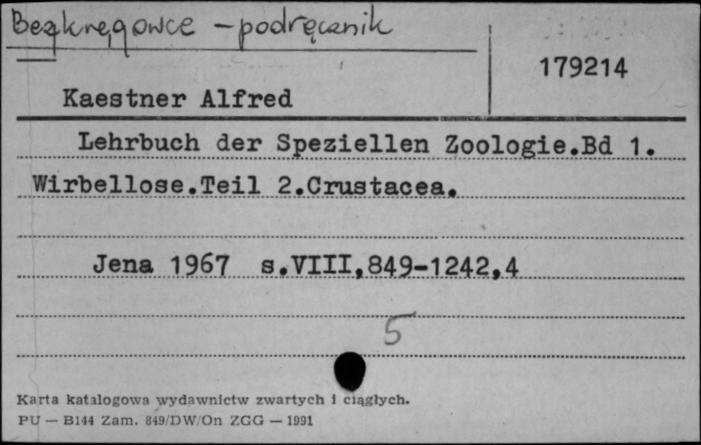 Bezkręgowce – podręcznik
179214
Kaestner Alfred
Lehrbuch der Speziellen Zoologie.Bd 1.
Wirbellose.Teil 2.Crustacea.
Jena 1967 s.VIII,849-1242,4
5
Karta katalogowa wydawnictw zwartych i ciągłych.
PU — B144 Zam. 849/DW/On ZGG — 1991